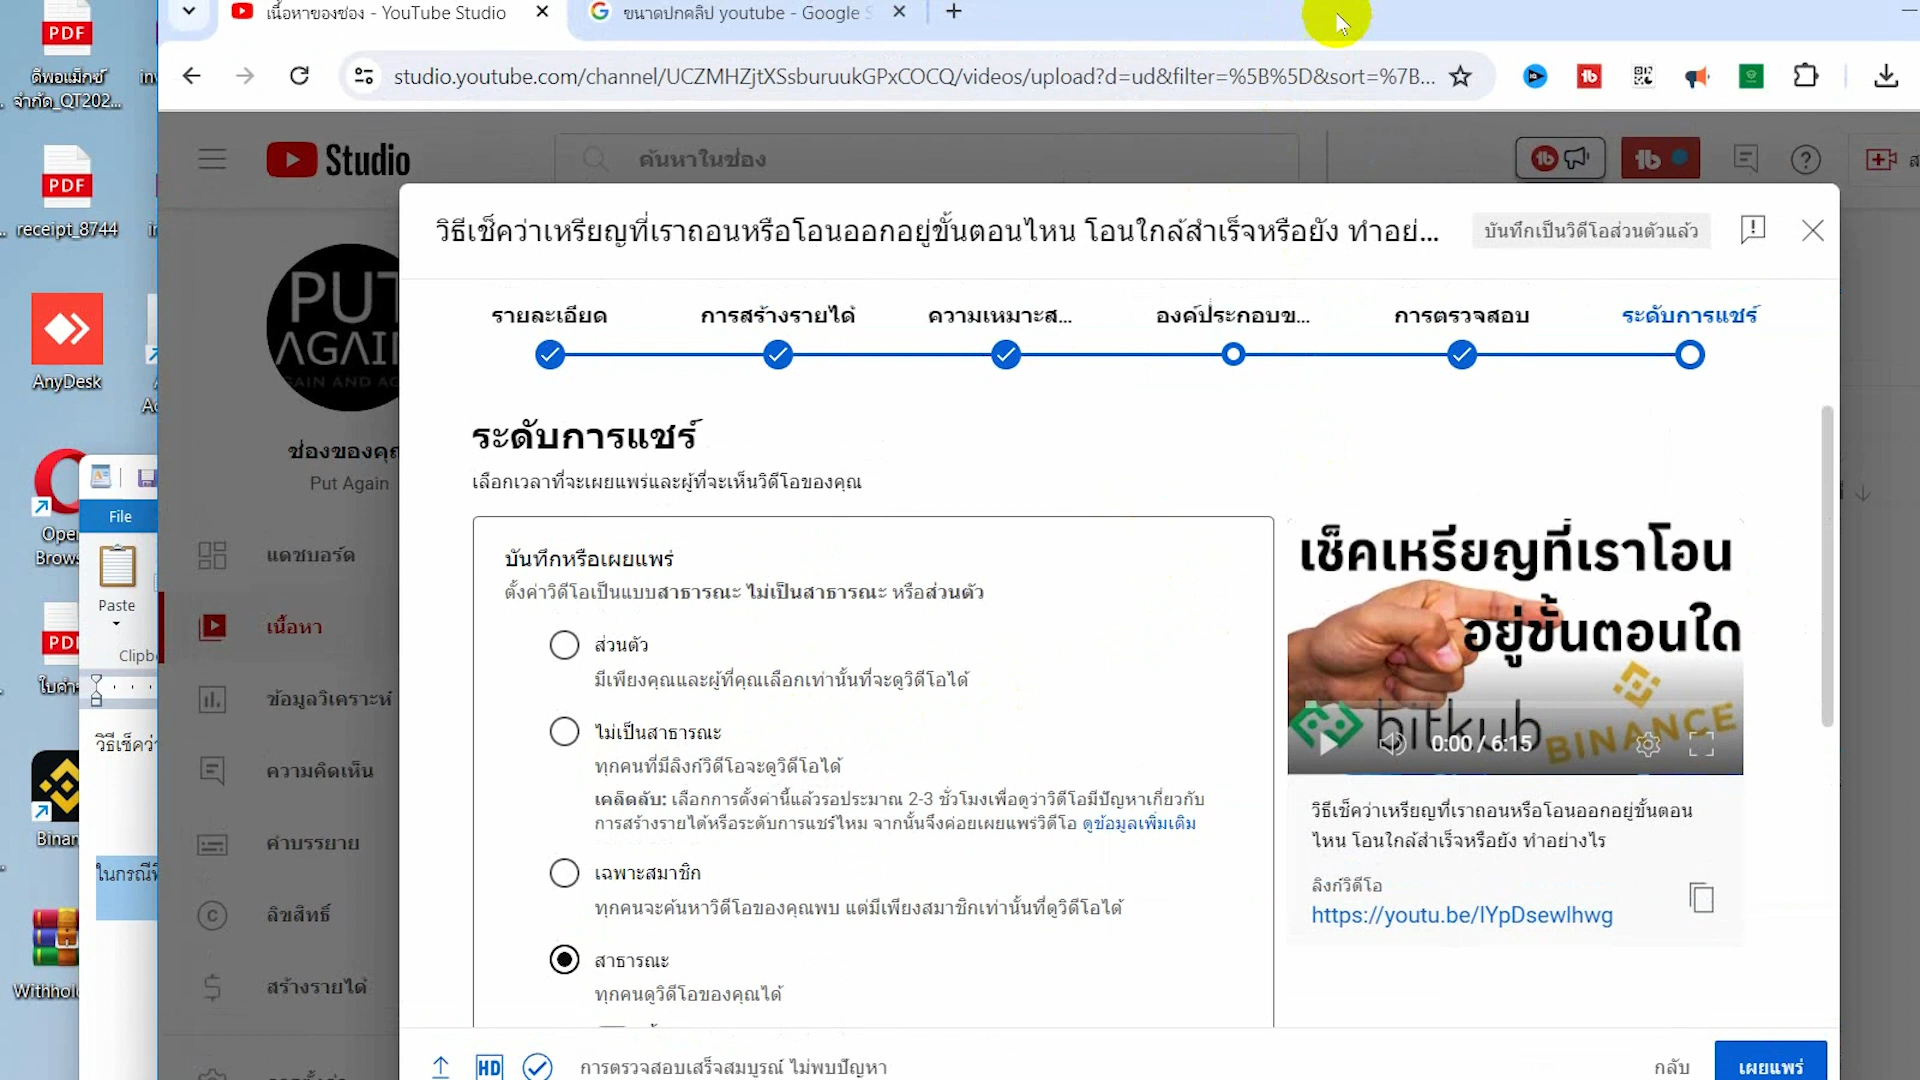 เนื้อหาของช่อง - YouTube Studio
ขนาดปกคลิป youtube - Google S
studio.youtube.com/channel/UCZMHZjtXSsburuukGPxCOCQ/videos/upload?d=ud&filter=%5B%5D&sort=%7B...
PDF
ดีพอแม็กซ์
จำกัด_QT202...
PDF
receipt_8744
AnyDesk
File
Paste
PDF
วิธีเช็คว่า
Studio
ค้นหาในช่อง
PUT
AGAIN
ช่องของคุณ
Put Again
แดชบอร์ด
เนื้อหา
ข้อมูลวิเคราะห์
ความคิดเห็น
คำบรรยาย
ลิขสิทธิ์
สร้างรายได้
วิธีเช็คว่าเหรียญที่เราถอนหรือโอนออกอยู่ขั้นตอนไหน โอนใกล้สำเร็จหรือยัง ทำอย่...
บันทึกเป็นวิดีโอส่วนตัวแล้ว
รายละเอียด
การสร้างรายได้
ความเหมาะส...
องค์ประกอบข...
การตรวจสอบ
ระดับการแชร์
ระดับการแชร์
เลือกเวลาที่จะเผยแพร่และผู้ที่จะเห็นวิดีโอของคุณ
บันทึกหรือเผยแพร่
ตั้งค่าวิดีโอเป็นแบบสาธารณะ ไม่เป็นสาธารณะ หรือส่วนตัว
ส่วนตัว
มีเพียงคุณและผู้ที่คุณเลือกเท่านั้นที่จะดูวิดีโอได้
ไม่เป็นสาธารณะ
ทุกคนที่มีลิงก์วิดีโอจะดูวิดีโอได้
เคล็ดลับ: เลือกการตั้งค่านี้แล้วรอประมาณ 2-3 ชั่วโมงเพื่อดูว่าวิดีโอมีปัญหาเกี่ยวกับ
การสร้างรายได้หรือระดับการแชร์ไหม จากนั้นจึงค่อยเผยแพร่วิดีโอ ดูข้อมูลเพิ่มเติม
เฉพาะสมาชิก
ทุกคนจะค้นหาวิดีโอของคุณพบ แต่มีเพียงสมาชิกเท่านั้นที่ดูวิดีโอได้
สาธารณะ
ทุกคนดูวิดีโอของคุณได้
เช็คเหรียญที่เราโอน
อยู่ขั้นตอนใด
bitkub
BINANCE
0:00 / 6:15
วิธีเช็คว่าเหรียญที่เราถอนหรือโอนออกอยู่ขั้นตอน
ไหน โอนใกล้สำเร็จหรือยัง ทำอย่างไร
ลิงก์วิดีโอ
https://youtu.be/lYpDsewlhwg
HD
การตรวจสอบเสร็จสมบูรณ์ ไม่พบปัญหา
กลับ
เผยแพร่